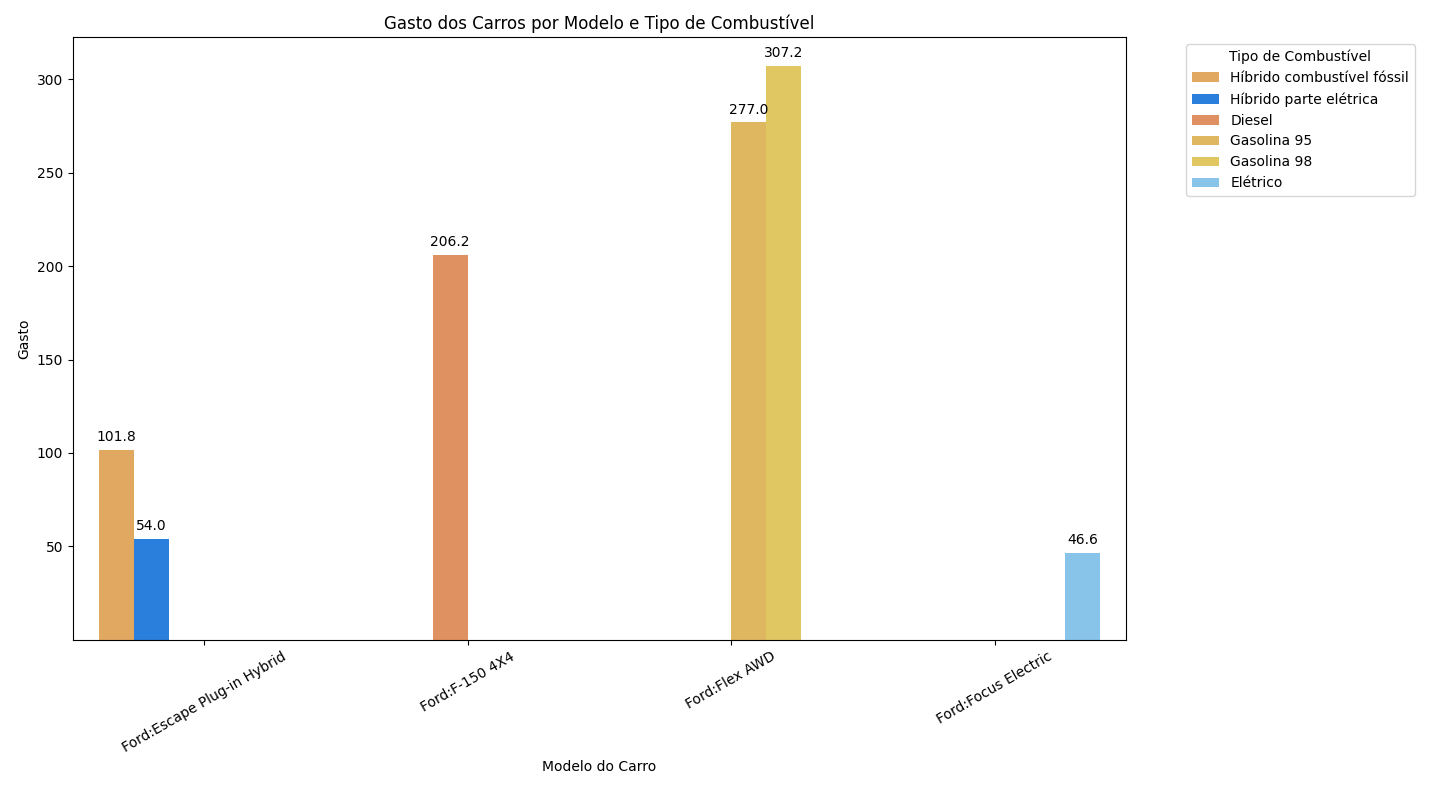 Gasto dos Carros por Modelo e Tipo de Combustível
Gasto
300
250
200
150
100
50
101.8
54.0
206.2
277.0
307.2
46.6
Ford:Escape Plug-in Hybrid
Ford:F-150 4X4
Ford:Flex AWD
Ford:Focus Electric
Modelo do Carro
Tipo de Combustível
Híbrido combustível fóssil
Híbrido parte elétrica
Diesel
Gasolina 95
Gasolina 98
Elétrico